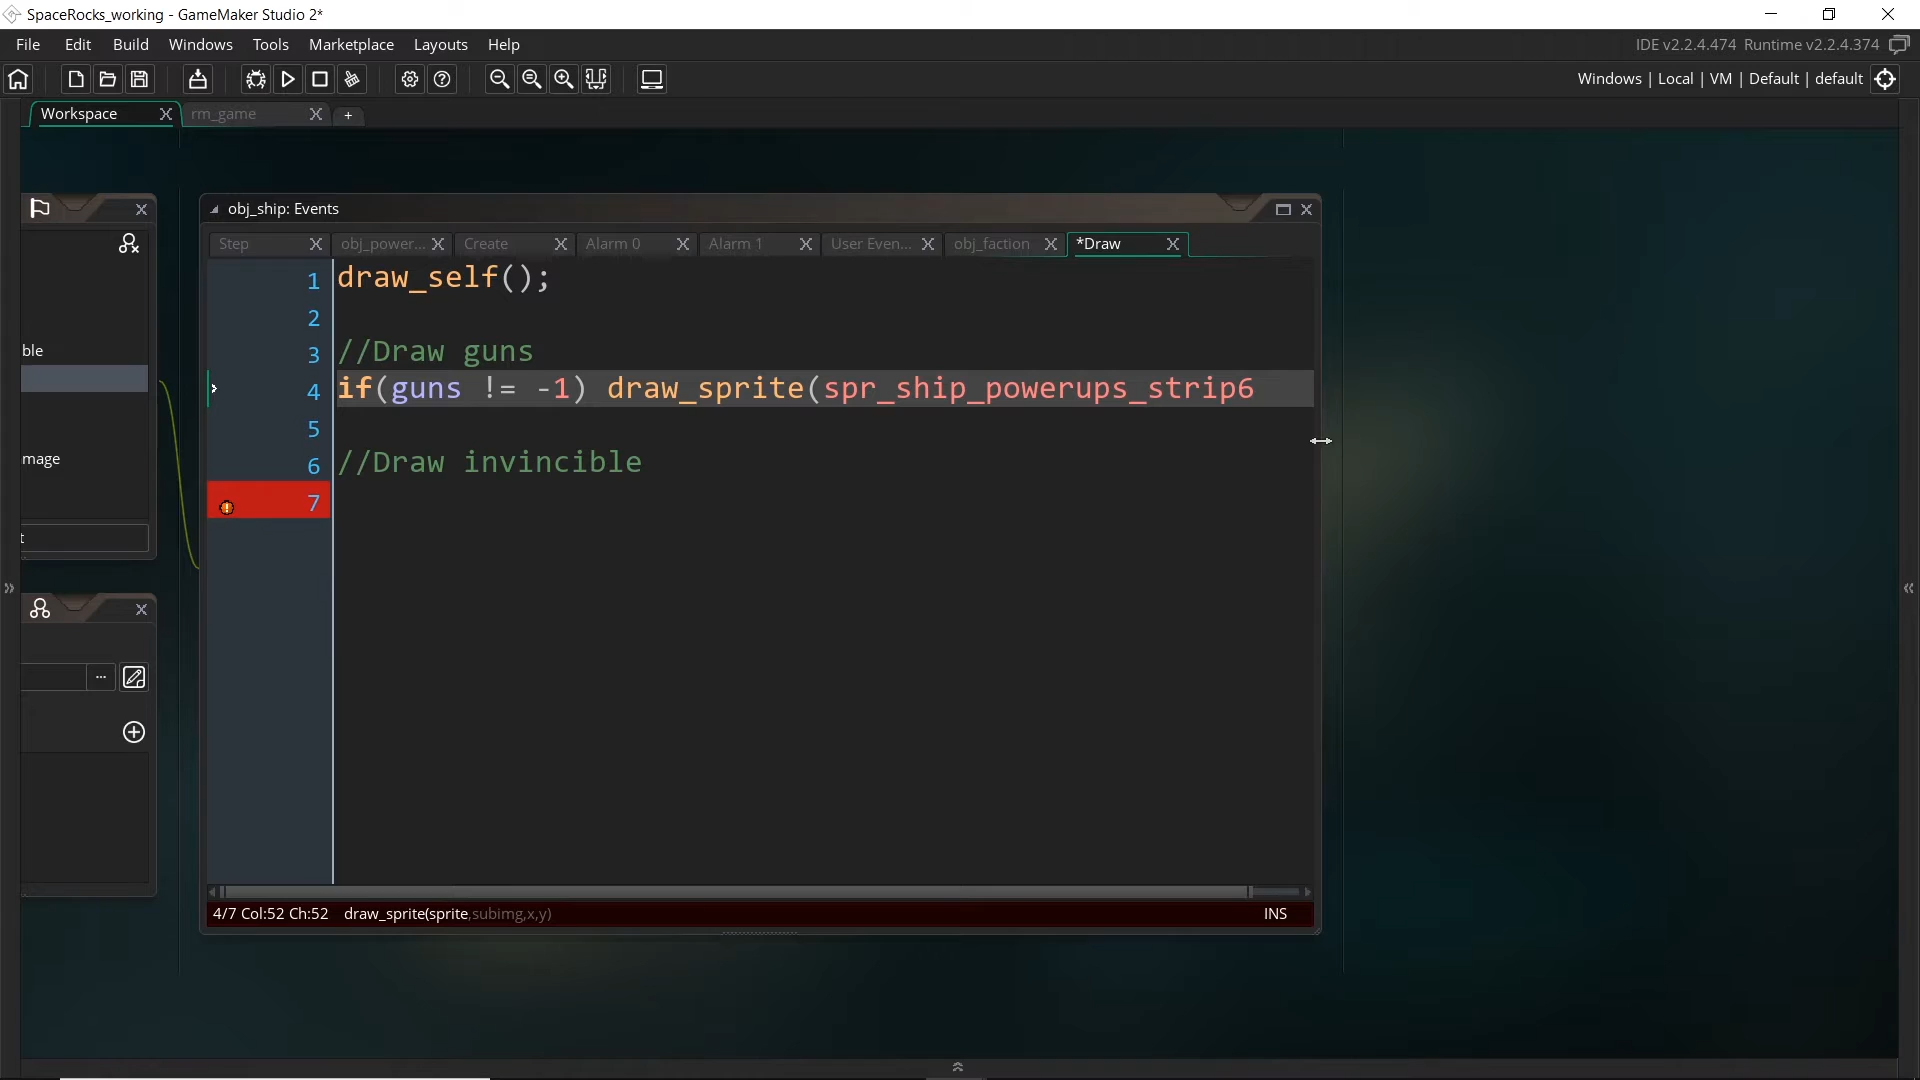 SpaceRocks_working - GameMaker Studio 2*
File Edit Build Windows Tools Marketplace Layouts Help
IDE v2.2.4.474 Runtime v2.2.4.374
Windows | Local | VM | Default | default
Workspace
rm_game
obj_ship: Events
Step
obj_power...
Create
Alarm 0
Alarm 1
User Even...
obj_faction
*Draw
1 draw_self();
2
3 //Draw guns
4 if(guns != -1) draw_sprite(spr_ship_powerups_strip6
5
6 //Draw invincible
7
ble
mage
t
...
4/7 Col:52 Ch:52 draw_sprite(sprite,subimg,x,y)
INS